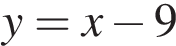 y = x − 9